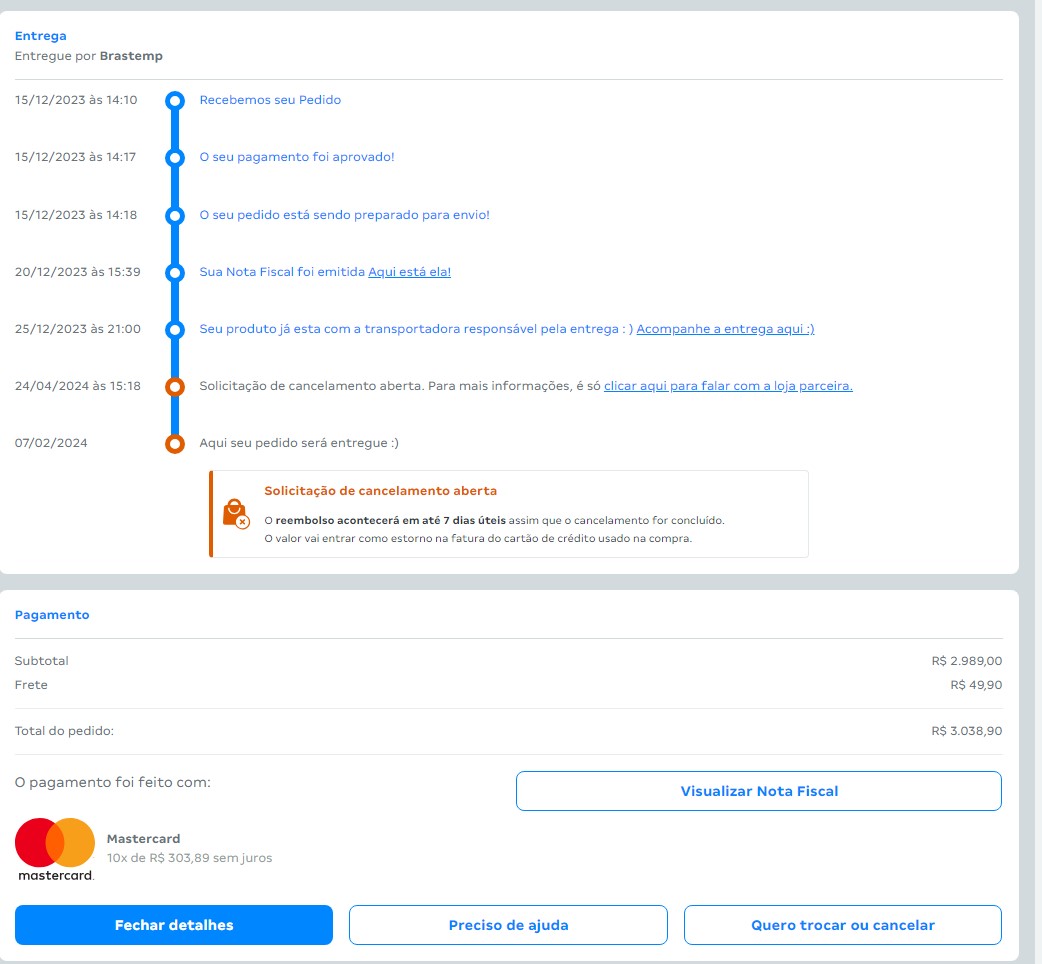 Entrega
Entregue por Brastemp
15/12/2023 às 14:10 Recebemos seu Pedido
15/12/2023 às 14:17 O seu pagamento foi aprovado!
15/12/2023 às 14:18 O seu pedido está sendo preparado para envio!
20/12/2023 às 15:39 Sua Nota Fiscal foi emitida Aqui está ela!
25/12/2023 às 21:00 Seu produto já esta com a transportadora responsável pela entrega : ) Acompanhe a entrega aqui :)
24/04/2024 às 15:18 Solicitação de cancelamento aberta. Para mais informações, é só clicar aqui para falar com a loja parceira.
07/02/2024 Aqui seu pedido será entregue :)
Solicitação de cancelamento aberta
O reembolso acontecerá em até 7 dias úteis assim que o cancelamento for concluído.
O valor vai entrar como estorno na fatura do cartão de crédito usado na compra.
Pagamento
Subtotal R$ 2.989,00
Frete R$ 49,90
Total do pedido: R$ 3.038,90
O pagamento foi feito com:
Visualizar Nota Fiscal
Mastercard
10x de R$ 303,89 sem juros
mastercard.
Fechar detalhes Preciso de ajuda Quero trocar ou cancelar